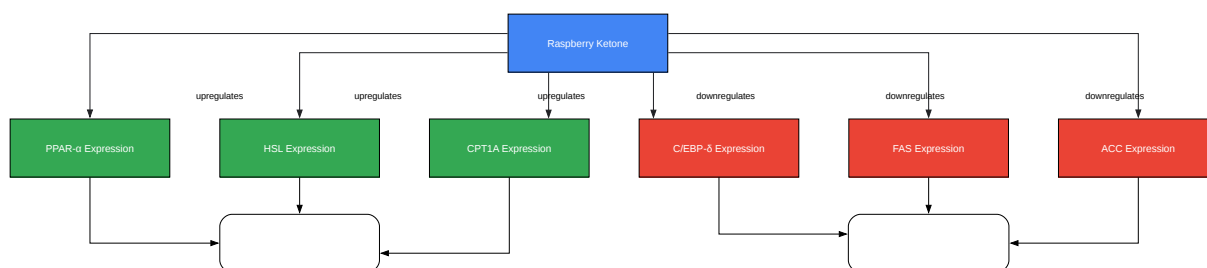 Raspberry Ketone
upregulates
upregulates
upregulates
downregulates
downregulates
downregulates
PPAR-α Expression
HSL Expression
CPT1A Expression
C/EBP-δ Expression
FAS Expression
ACC Expression